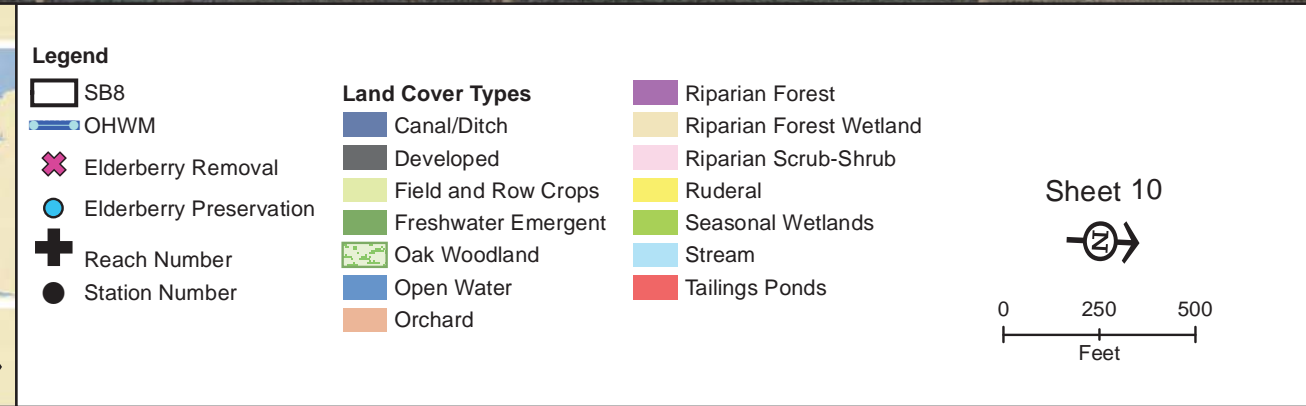 Legend
SB8
OHWM
Elderberry Removal
Elderberry Preservation
Reach Number
Station Number
Land Cover Types
Canal/Ditch
Developed
Field and Row Crops
Freshwater Emergent
Oak Woodland
Open Water
Orchard
Riparian Forest
Riparian Forest Wetland
Riparian Scrub-Shrub
Ruderal
Seasonal Wetlands
Stream
Tailings Ponds
Sheet 10
N
0 250 500
Feet